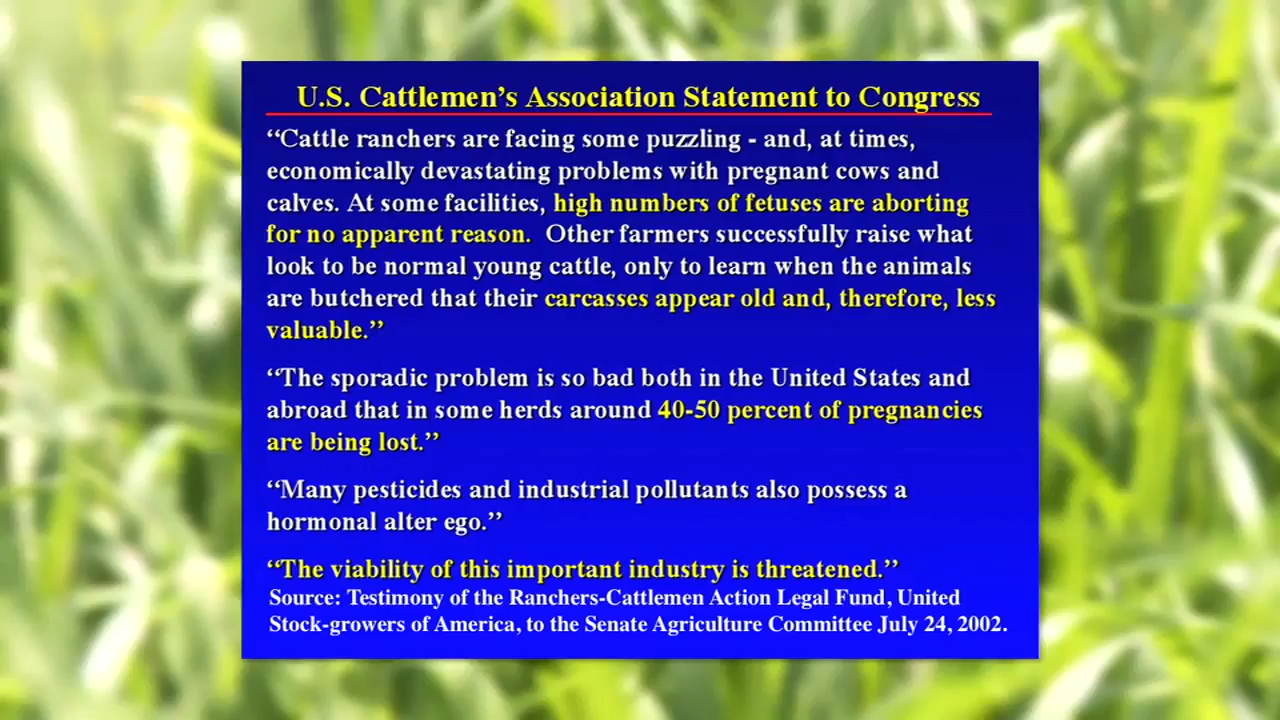 U.S. Cattlemen’s Association Statement to Congress
“Cattle ranchers are facing some puzzling - and, at times,
economically devastating problems with pregnant cows and
calves. At some facilities, high numbers of fetuses are aborting
for no apparent reason. Other farmers successfully raise what
look to be normal young cattle, only to learn when the animals
are butchered that their carcasses appear old and, therefore, less
valuable.”
“The sporadic problem is so bad both in the United States and
abroad that in some herds around 40-50 percent of pregnancies
are being lost.”
“Many pesticides and industrial pollutants also possess a
hormonal alter ego.”
“The viability of this important industry is threatened.”
Source: Testimony of the Ranchers-Cattlemen Action Legal Fund, United
Stock-growers of America, to the Senate Agriculture Committee July 24, 2002.